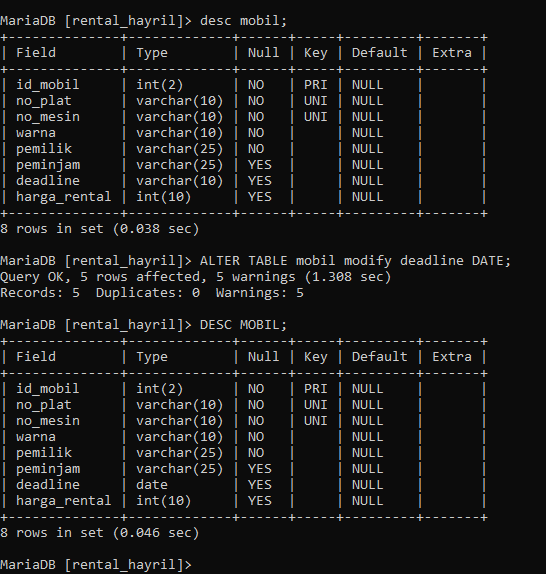 MariaDB [rental_hayril]> desc mobil;
+--------------+-------------+------+-----+---------+-------+
| Field        | Type        | Null | Key | Default | Extra |
+--------------+-------------+------+-----+---------+-------+
| id_mobil     | int(2)      | NO   | PRI | NULL    |       |
| no_plat      | varchar(10) | NO   | UNI | NULL    |       |
| no_mesin     | varchar(10) | NO   | UNI | NULL    |       |
| warna        | varchar(10) | NO   |     | NULL    |       |
| pemilik      | varchar(25) | NO   |     | NULL    |       |
| peminjam     | varchar(25) | YES  |     | NULL    |       |
| deadline     | varchar(10) | YES  |     | NULL    |       |
| harga_rental | int(10)     | YES  |     | NULL    |       |
+--------------+-------------+------+-----+---------+-------+
8 rows in set (0.038 sec)
MariaDB [rental_hayril]> ALTER TABLE mobil modify deadline DATE;
Query OK, 5 rows affected, 5 warnings (1.308 sec)
Records: 5  Duplicates: 0  Warnings: 5
MariaDB [rental_hayril]> DESC MOBIL;
+--------------+-------------+------+-----+---------+-------+
| Field        | Type        | Null | Key | Default | Extra |
+--------------+-------------+------+-----+---------+-------+
| id_mobil     | int(2)      | NO   | PRI | NULL    |       |
| no_plat      | varchar(10) | NO   | UNI | NULL    |       |
| no_mesin     | varchar(10) | NO   | UNI | NULL    |       |
| warna        | varchar(10) | NO   |     | NULL    |       |
| pemilik      | varchar(25) | NO   |     | NULL    |       |
| peminjam     | varchar(25) | YES  |     | NULL    |       |
| deadline     | date        | YES  |     | NULL    |       |
| harga_rental | int(10)     | YES  |     | NULL    |       |
+--------------+-------------+------+-----+---------+-------+
8 rows in set (0.046 sec)
MariaDB [rental_hayril]>